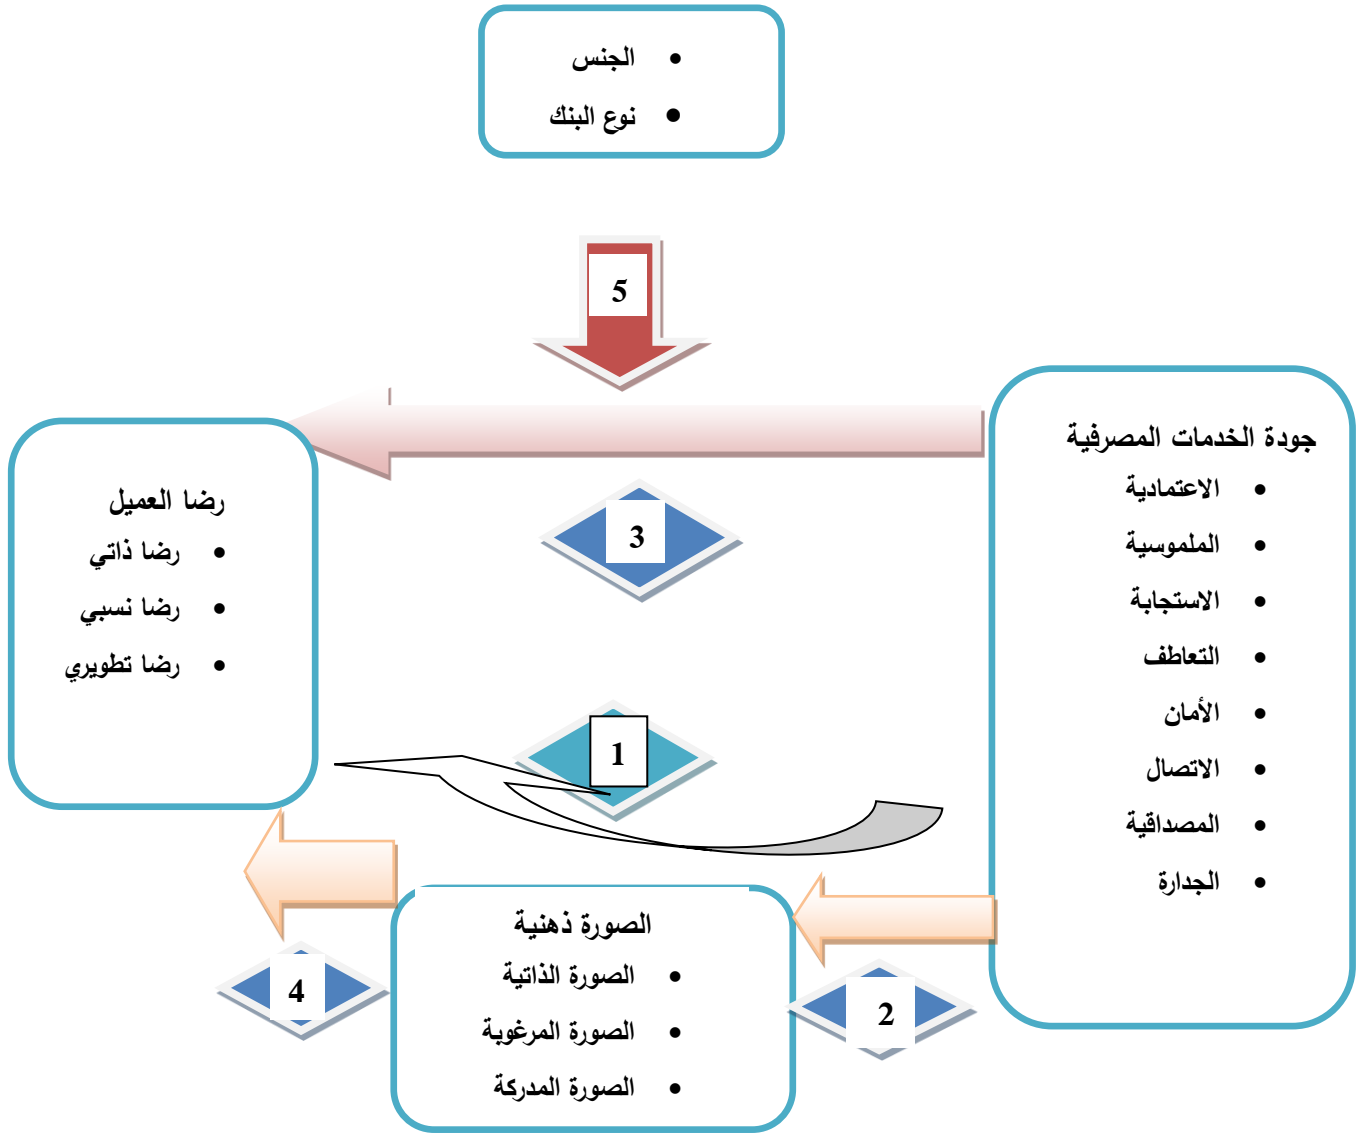 • الجنس
• نوع البنك
5
جودة الخدمات المصرفية
• الاعتمادية
• الملموسية
• الاستجابة
• التعاطف
• الأمان
• الاتصال
• المصداقية
• الجدارة
3
رضا العميل
• رضا ذاتي
• رضا نسبي
• رضا تطويري
1
2
الصورة ذهنية
• الصورة الذاتية
• الصورة المرغوبة
• الصورة المدركة
4